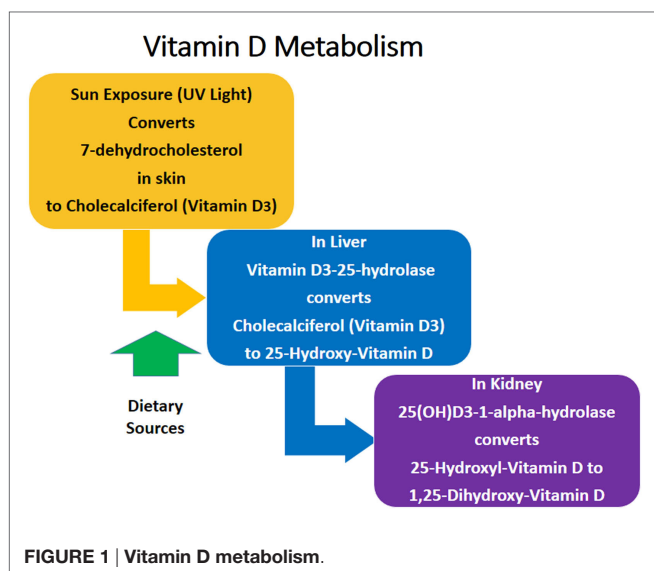 Vitamin D Metabolism
Sun Exposure (UV Light)
Converts
7-dehydrocholesterol
in skin
to Cholecalciferol (Vitamin D3)
In Liver
Vitamin D3-25-hydrolase
converts
Cholecalciferol (Vitamin D3)
to 25-Hydroxy-Vitamin D
Dietary
Sources
In Kidney
25(OH)D3-1-alpha-hydrolase
converts
25-Hydroxyl-Vitamin D to
1,25-Dihydroxy-Vitamin D
FIGURE 1 | Vitamin D metabolism.